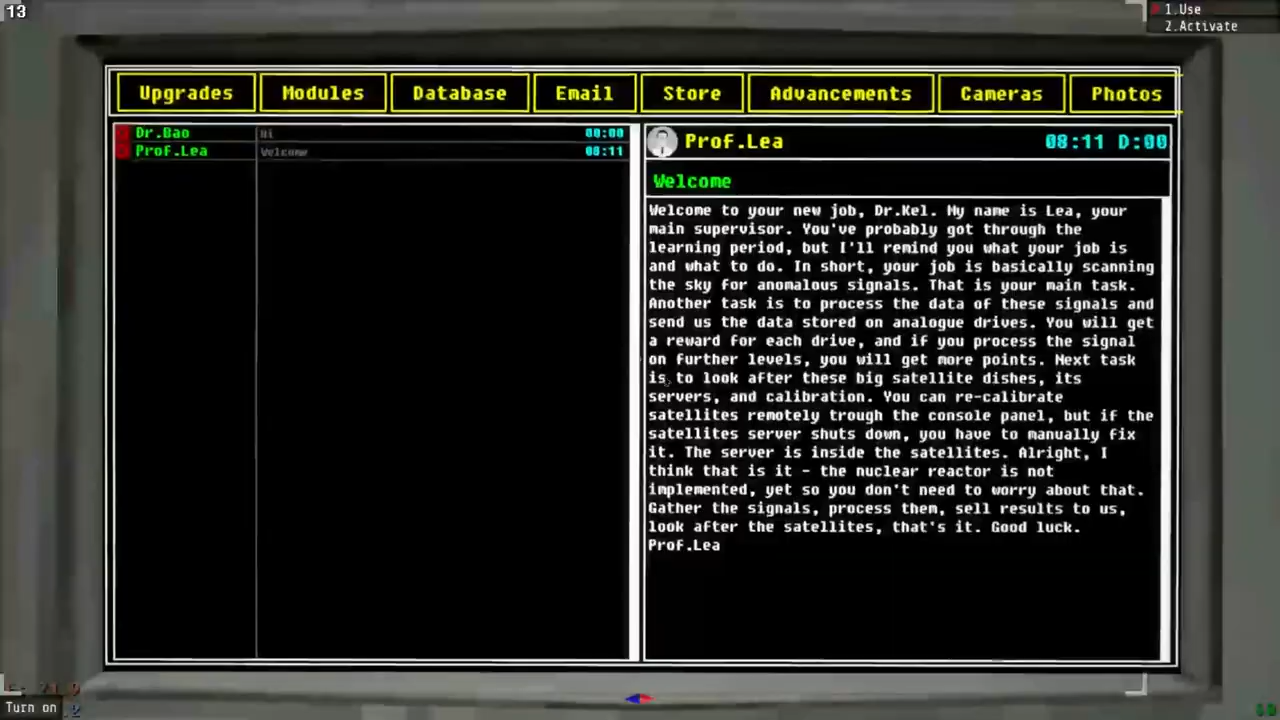 13
1.Use
2.Activate
Upgrades Modules Database Email Store Advancements Cameras Photos
Dr.Bao Hi 00:00
Prof.Lea Welcome 08:11
Prof.Lea 08:11 D:00
Welcome
Welcome to your new job, Dr.Kel. My name is Lea, your
main supervisor. You've probably got through the
learning period, but I'll remind you what your job is
and what to do. In short, your job is basically scanning
the sky for anomalous signals. That is your main task.
Another task is to process the data of these signals and
send us the data stored on analogue drives. You will get
a reward for each drive, and if you process the signal
on further levels, you will get more points. Next task
is to look after these big satellite dishes, its
servers, and calibration. You can re-calibrate
satellites remotely trough the console panel, but if the
satellites server shuts down, you have to manually fix
it. The server is inside the satellites. Alright, I
think that is it - the nuclear reactor is not
implemented, yet so you don't need to worry about that.
Gather the signals, process them, sell results to us,
look after the satellites, that's it. Good luck.
Prof.Lea
Turn on